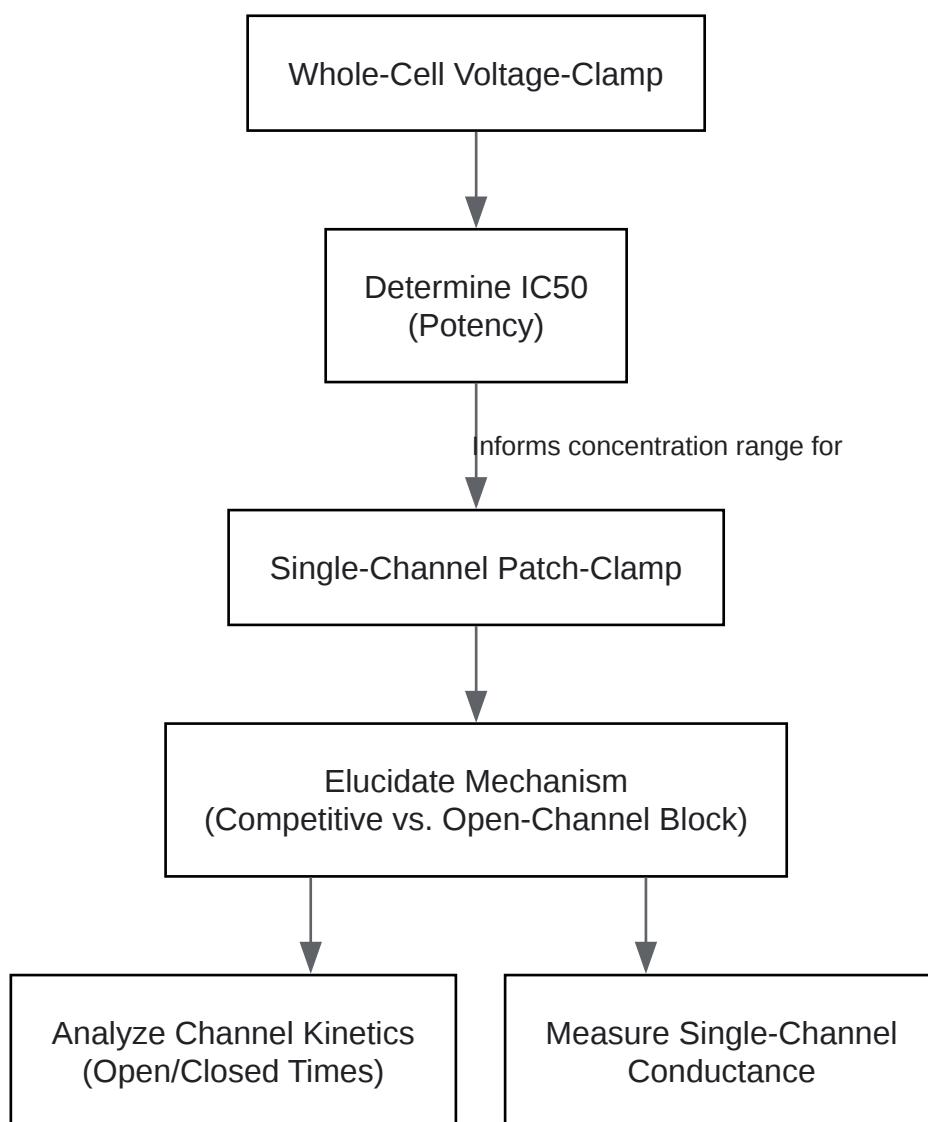 Whole-Cell Voltage-Clamp
Determine IC50
(Potency)
Informs concentration range for
Single-Channel Patch-Clamp
Elucidate Mechanism
(Competitive vs. Open-Channel Block)
Analyze Channel Kinetics
(Open/Closed Times)
Measure Single-Channel
Conductance